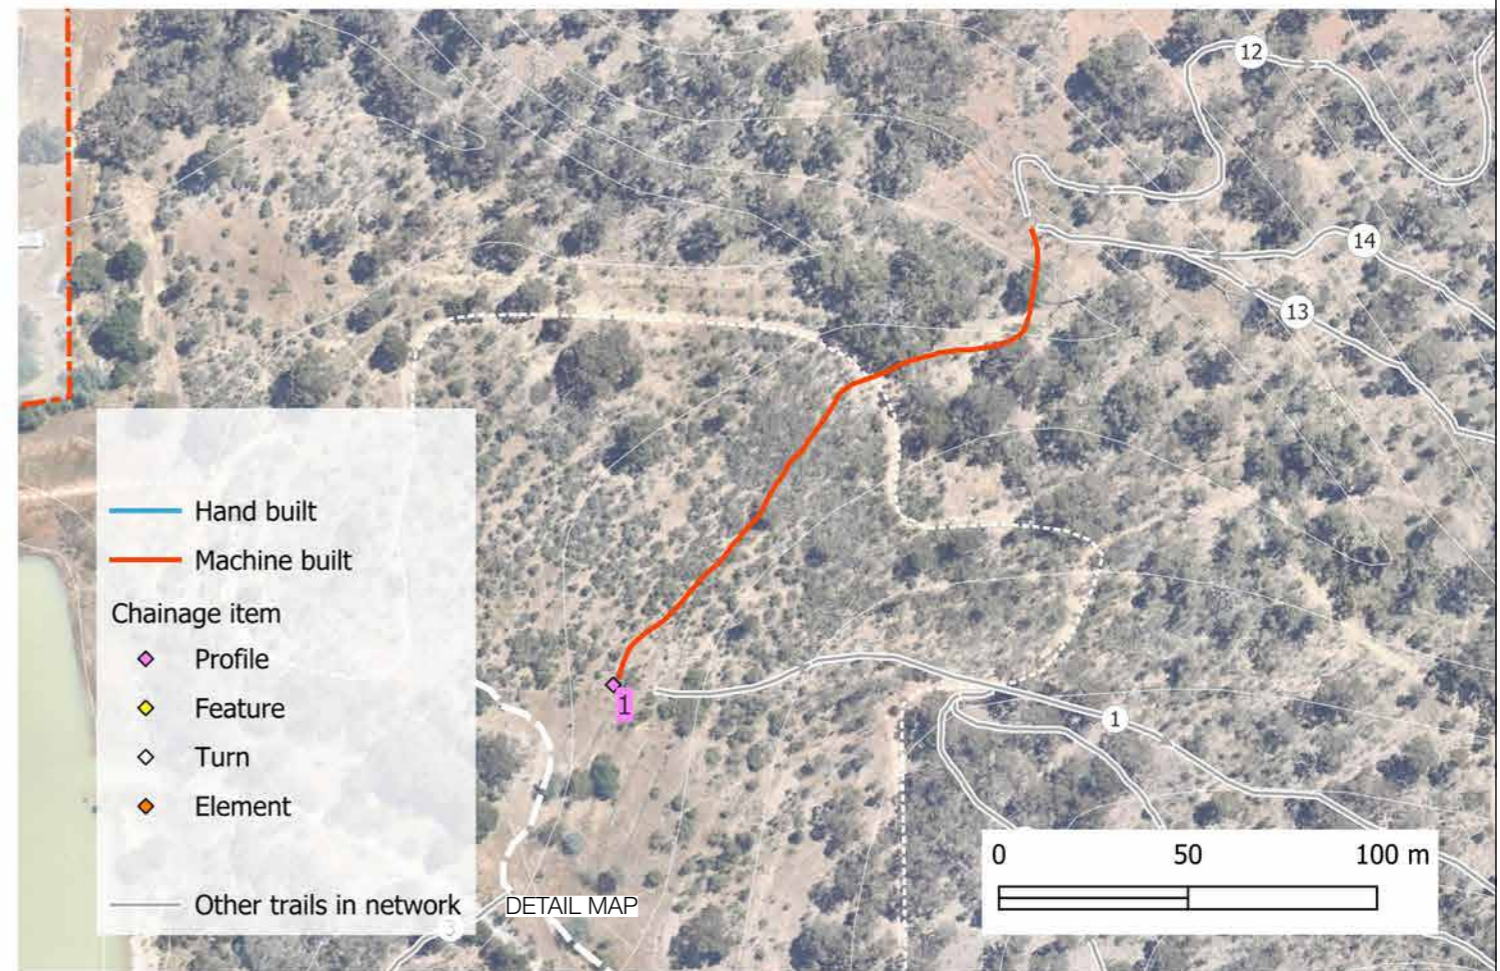 12
14
13
Hand built
Machine built
Chainage item
Profile
Feature
Turn
Element
Other trails in network
1
1
3
DETAIL MAP
0 50 100 m